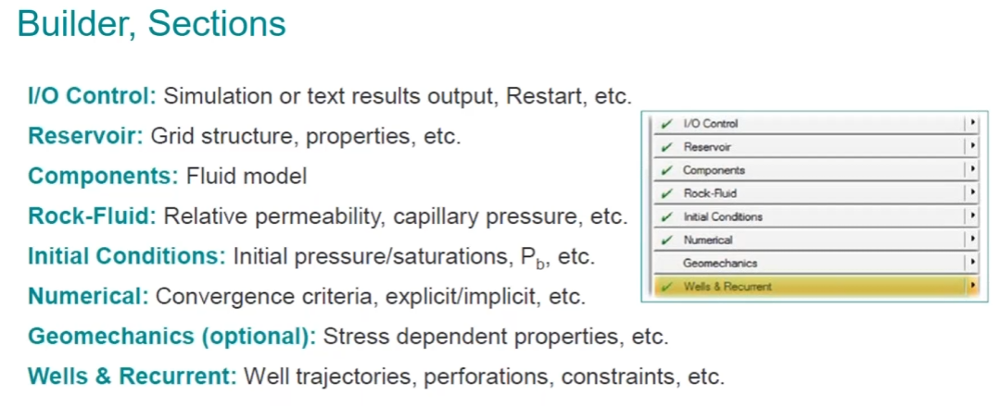 Builder, Sections
I/O Control: Simulation or text results output, Restart, etc.
Reservoir: Grid structure, properties, etc.
Components: Fluid model
Rock-Fluid: Relative permeability, capillary pressure, etc.
Initial Conditions: Initial pressure/saturations, Pb, etc.
Numerical: Convergence criteria, explicit/implicit, etc.
Geomechanics (optional): Stress dependent properties, etc.
Wells & Recurrent: Well trajectories, perforations, constraints, etc.
I/O Control
Reservoir
Components
Rock-Fluid
Initial Conditions
Numerical
Geomechanics
Wells & Recurrent